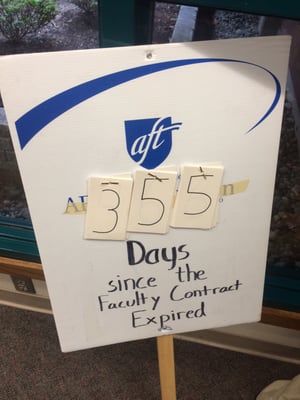 aft
355
Days
since the
Faculty Contract
Expired